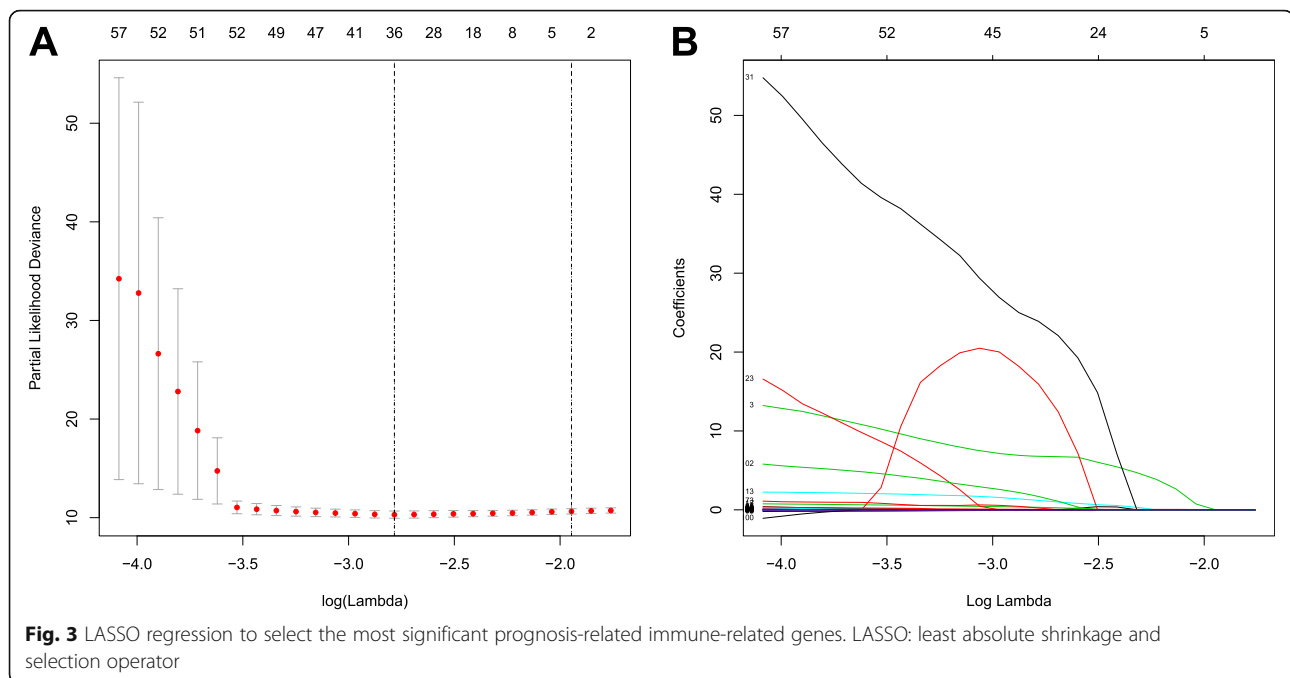 A
57 52 51 52 49 47 41 36 28 18 8 5 2
50
40
30
20
10
Partial Likelihood Deviance
−4.0 −3.5 −3.0 −2.5 −2.0
log(Lambda)
B
57 52 45 24 5
50
40
30
20
10
0
Coefficients
31
23
3
02
13
79
00
−4.0 −3.5 −3.0 −2.5 −2.0
Log Lambda
Fig. 3 LASSO regression to select the most significant prognosis-related immune-related genes. LASSO: least absolute shrinkage and
selection operator